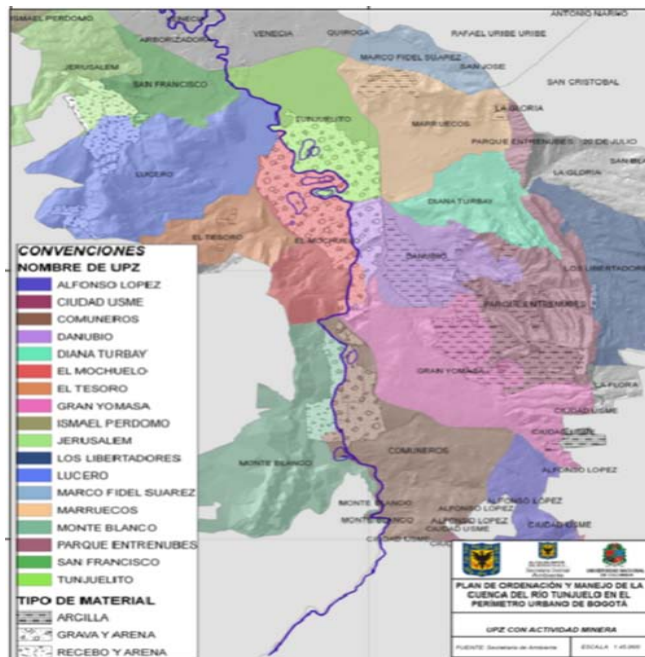 ISMAEL PERDOMO
VENECIA
QUIROGA
ANTONIO NARIÑO
RAFAEL URIBE URIBE
ARBORIZADORA
MARCO FIDEL SUAREZ
SAN JOSE
JERUSALEM
SAN FRANCISCO
SAN CRISTOBAL
LA GLORIA
TUNJUELITO
MARRUECOS
PARQUE ENTRENUBES
20 DE JULIO
LA GLORIA
LUCERO
DIANA TURBAY
EL TESORO
EL MOCHUELO
DANUBIO
LOS LIBERTADORES
PARQUE ENTRENUBES
GRAN YOMASA
LA FLORA
CIUDAD USME
CIUDAD USME
COMUNEROS
MONTE BLANCO
ALFONSO LOPEZ
MONTE BLANCO
ALFONSO LOPEZ
ALFONSO LOPEZ
MONTE BLANCO
ALFONSO LOPEZ
CIUDAD USME
CIUDAD USME
CIUDAD USME
CONVENCIONES
NOMBRE DE UPZ
ALFONSO LOPEZ
CIUDAD USME
COMUNEROS
DANUBIO
DIANA TURBAY
EL MOCHUELO
EL TESORO
GRAN YOMASA
ISMAEL PERDOMO
JERUSALEM
LOS LIBERTADORES
LUCERO
MARCO FIDEL SUAREZ
MARRUECOS
MONTE BLANCO
PARQUE ENTRENUBES
SAN FRANCISCO
TUNJUELITO
TIPO DE MATERIAL
ARCILLA
GRAVA Y ARENA
RECEBO Y ARENA
PLAN DE ORDENACIÓN Y MANEJO DE LA
CUENCA DEL RÍO TUNJUELO EN EL
PERÍMETRO URBANO DE BOGOTÁ
UPZ CON ACTIVIDAD MINERA
FUENTE: Secretaría de Ambiente
ESCALA